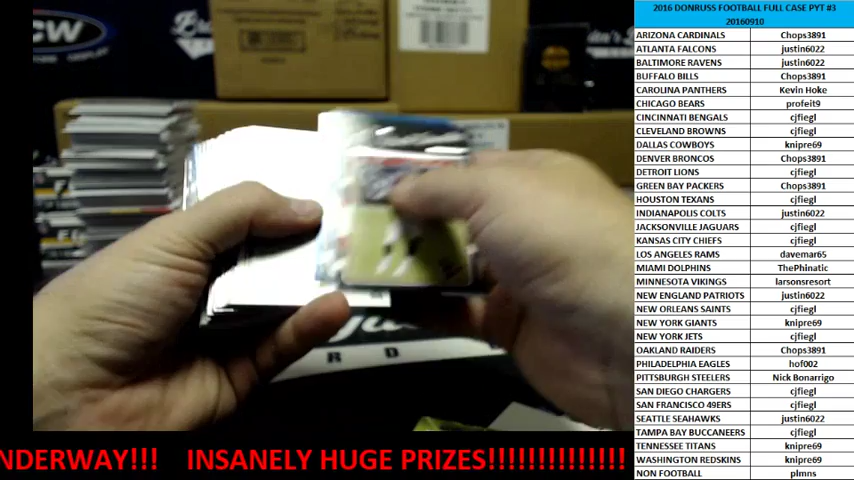 2016 DONRUSS FOOTBALL FULL CASE PYT #3
20160910
ARIZONA CARDINALS Chops3891
ATLANTA FALCONS justin6022
BALTIMORE RAVENS justin6022
BUFFALO BILLS Chops3891
CAROLINA PANTHERS Kevin Hoke
CHICAGO BEARS profeit9
CINCINNATI BENGALS cjfiegl
CLEVELAND BROWNS cjfiegl
DALLAS COWBOYS knipre69
DENVER BRONCOS Chops3891
DETROIT LIONS cjfiegl
GREEN BAY PACKERS Chops3891
HOUSTON TEXANS cjfiegl
INDIANAPOLIS COLTS justin6022
JACKSONVILLE JAGUARS cjfiegl
KANSAS CITY CHIEFS cjfiegl
LOS ANGELES RAMS davemar65
MIAMI DOLPHINS ThePhinatic
MINNESOTA VIKINGS larsonsresort
NEW ENGLAND PATRIOTS justin6022
NEW ORLEANS SAINTS cjfiegl
NEW YORK GIANTS knipre69
NEW YORK JETS cjfiegl
OAKLAND RAIDERS Chops3891
PHILADELPHIA EAGLES hof002
PITTSBURGH STEELERS Nick Bonarrigo
SAN DIEGO CHARGERS cjfiegl
SAN FRANCISCO 49ERS cjfiegl
SEATTLE SEAHAWKS justin6022
TAMPA BAY BUCCANEERS cjfiegl
TENNESSEE TITANS knipre69
WASHINGTON REDSKINS knipre69
NON FOOTBALL plmns
CW
DISPLAY
R D
NDERWAY!!! INSANELY HUGE PRIZES!!!!!!!!!!!!!!!